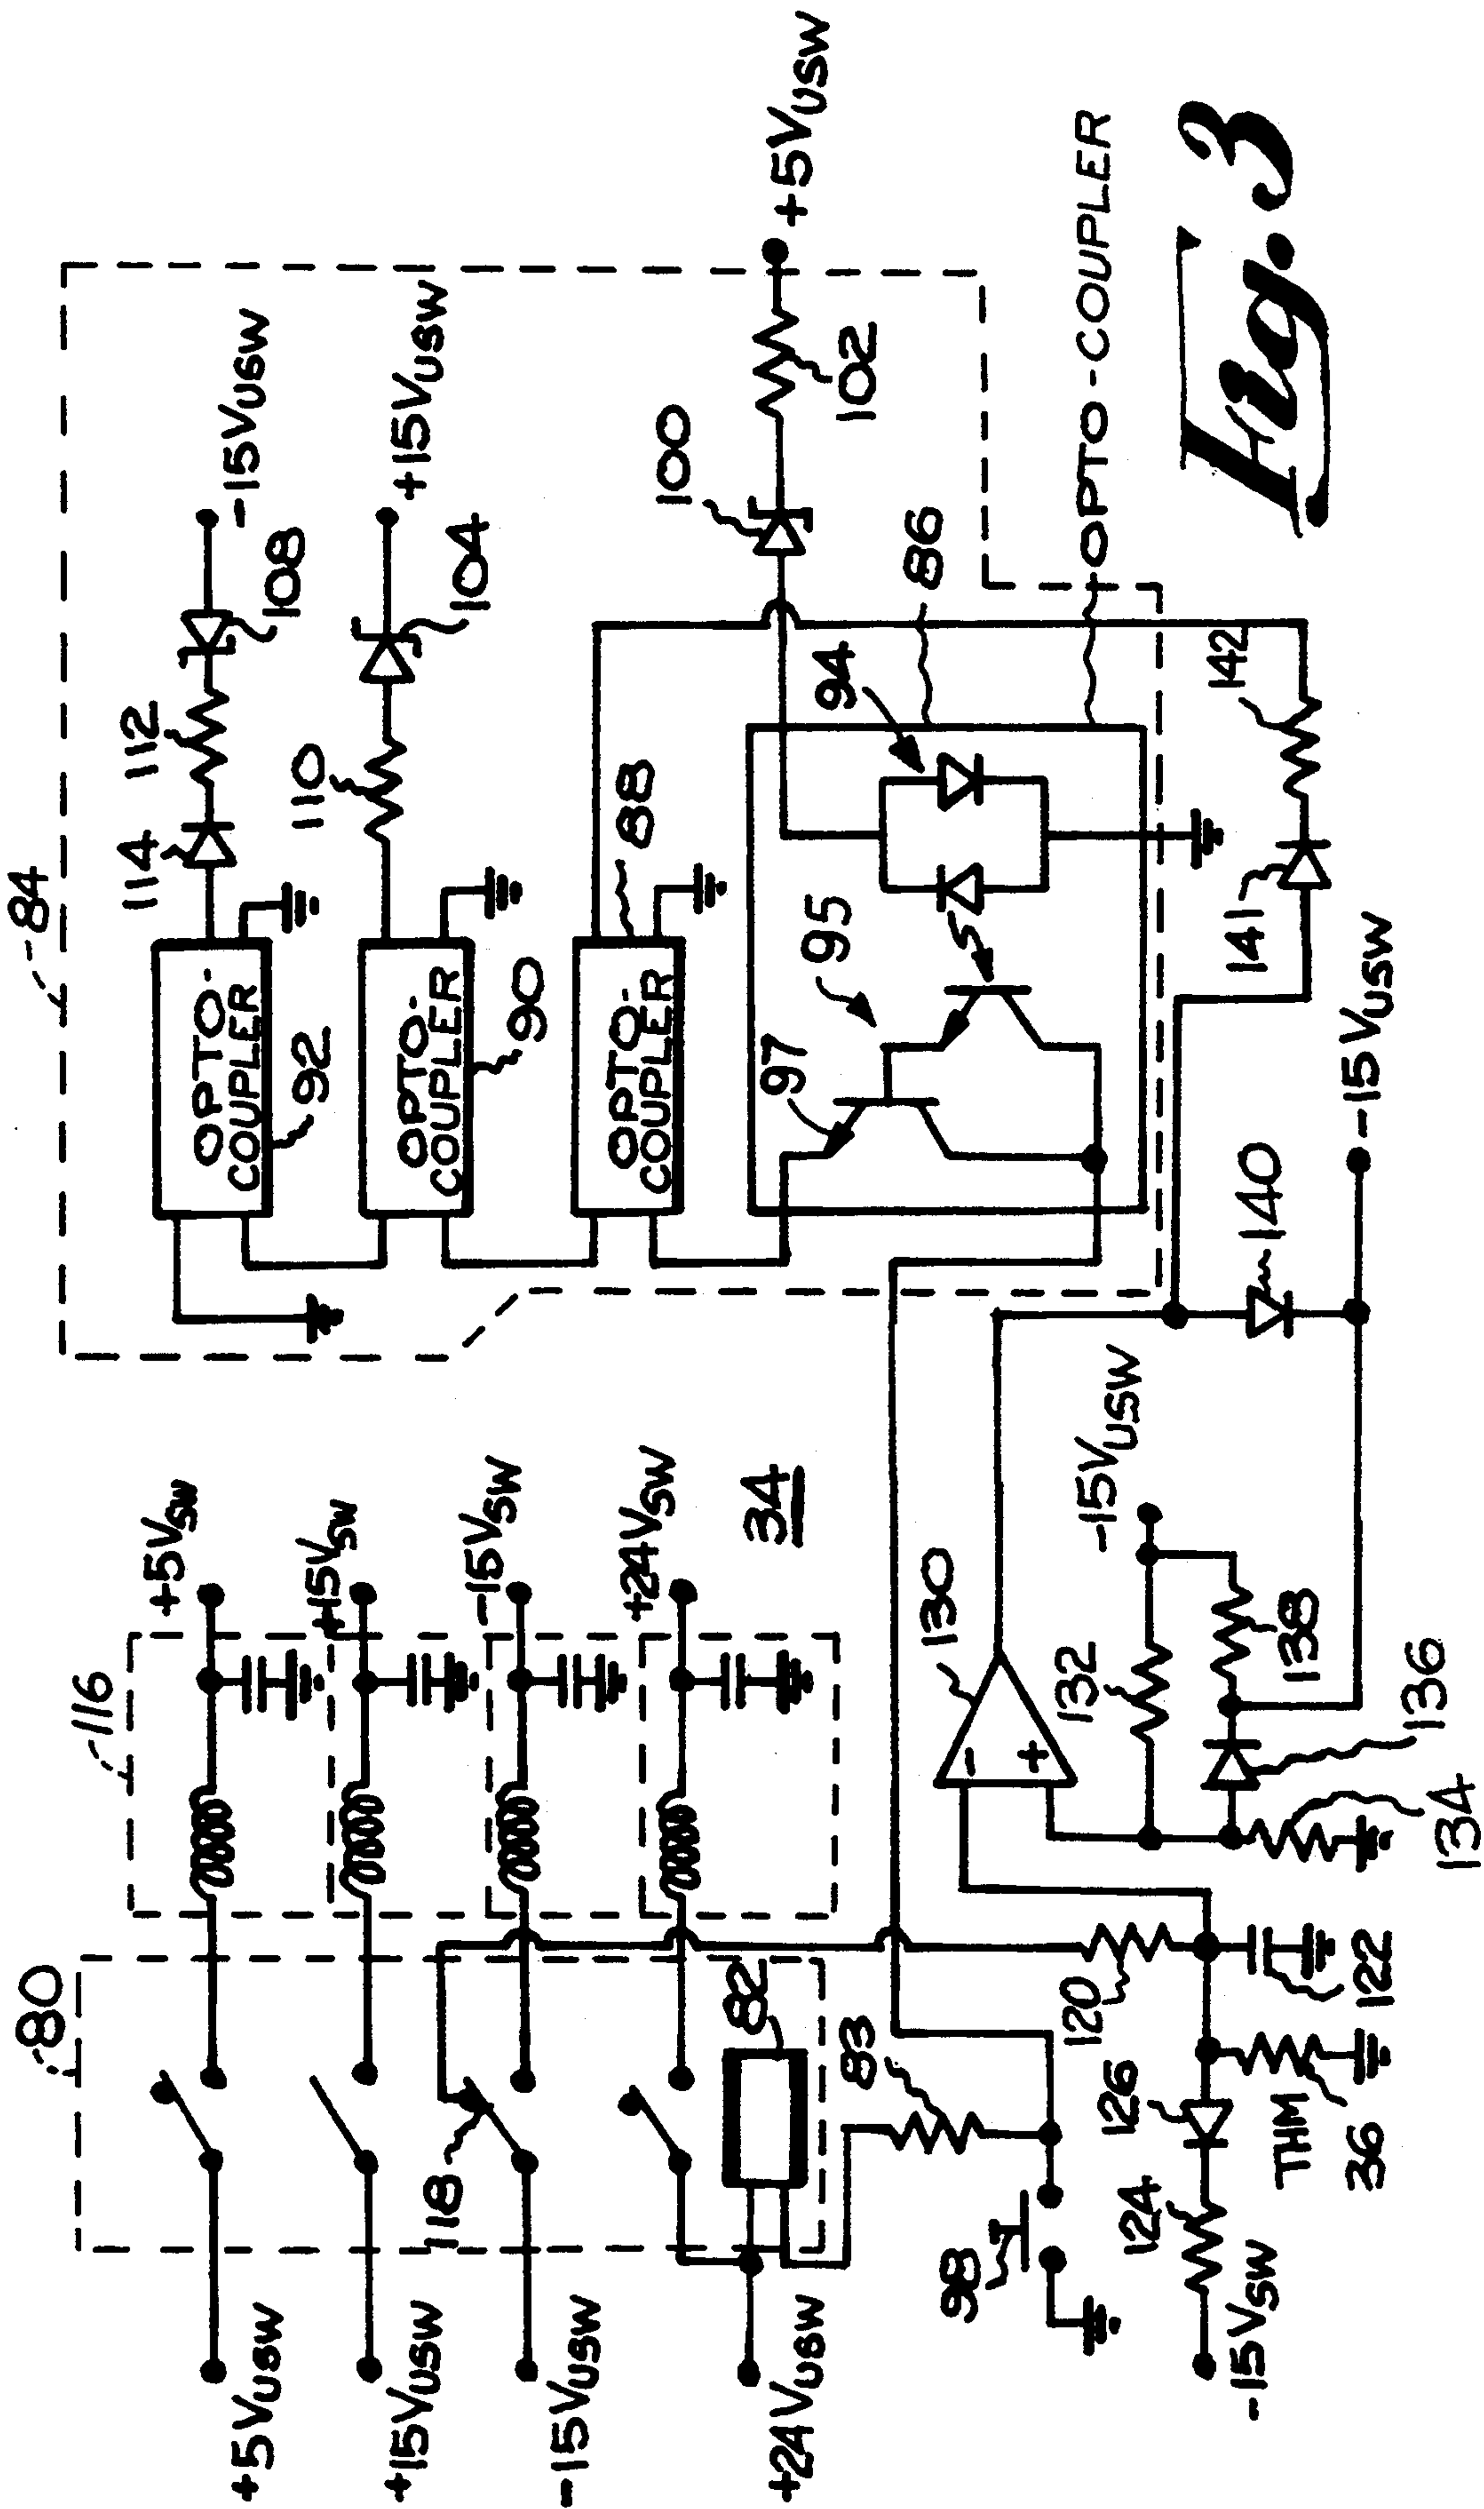 80
116
84
+5VUSW
+15VUSW
-15VUSW
+24VUSW
118
82
83
98
+5VSW
+15VSW
-15VSW
+24VSW
34
OPTO-
COUPLER
92
OPTO-
COUPLER
90
OPTO-
COUPLER
88
114
112
108
-15VUSW
110
104
+15VUSW
100
102
+5VUSW
97
95
94
86
OPTO-COUPLER
-15VSW
124
126
THM
36
120
122
130
-
+
132
-15VUSW
134
136
138
140
-15VUSW
141
142
Fig. 3